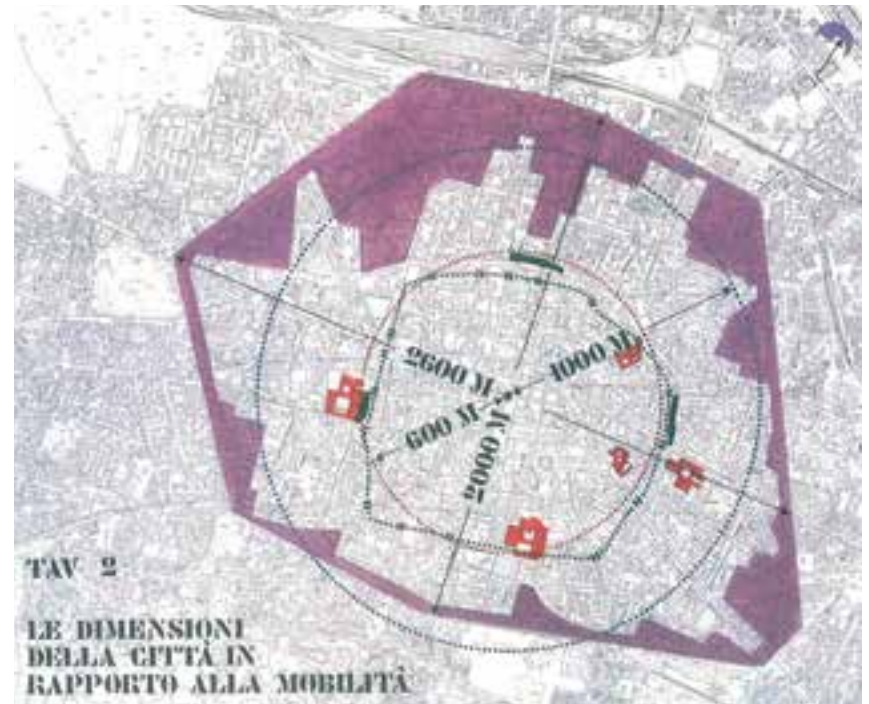 2600 M
1000 M
600 M
2000 M
TAV 2
LE DIMENSIONI
DELLA CITTÀ IN
RAPPORTO ALLA MOBILITÀ